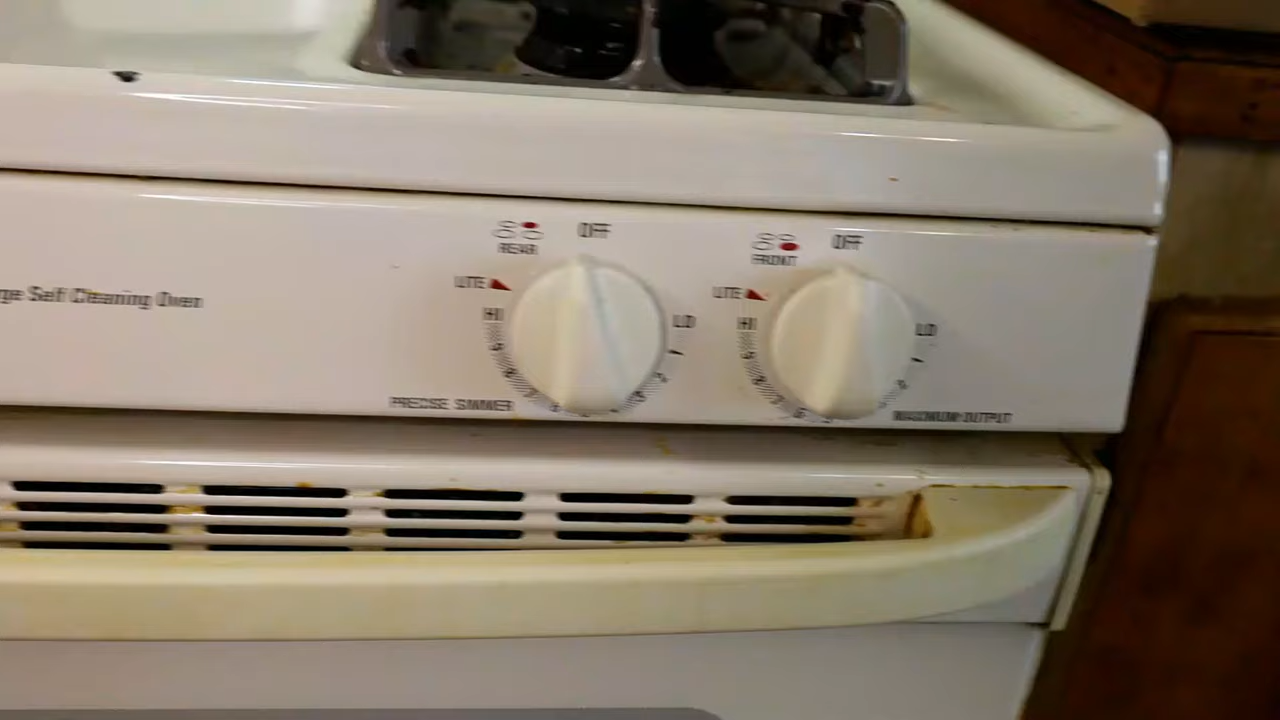 ge Self Cleaning Oven
REAR
OFF
LITE
HI
LO
PRECISE SIMMER
FRONT
OFF
LITE
HI
LO
MAXIMUM OUTPUT